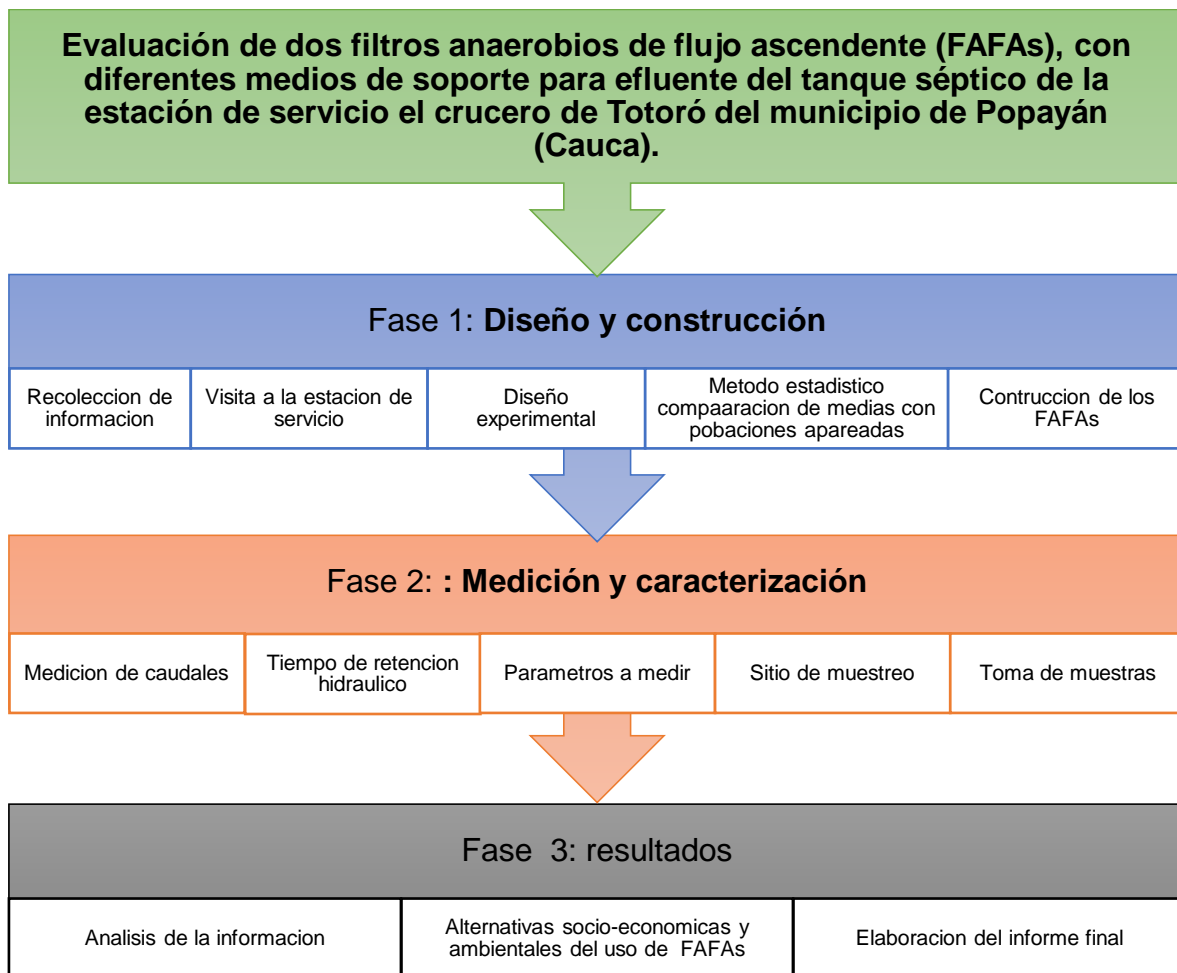 Evaluación de dos filtros anaerobios de flujo ascendente (FAFAs), con
diferentes medios de soporte para efluente del tanque séptico de la
estación de servicio el crucero de Totoró del municipio de Popayán
(Cauca).
Fase 1: Diseño y construcción
Recoleccion de
informacion
Visita a la estacion de
servicio
Diseño
experimental
Metodo estadistico
compaaracion de medias con
pobaciones apareadas
Contruccion de los
FAFAs
Fase 2: : Medición y caracterización
Medicion de caudales
Tiempo de retencion
hidraulico
Parametros a medir
Sitio de muestreo
Toma de muestras
Fase 3: resultados
Analisis de la informacion
Alternativas socio-economicas y
ambientales del uso de FAFAs
Elaboracion del informe final